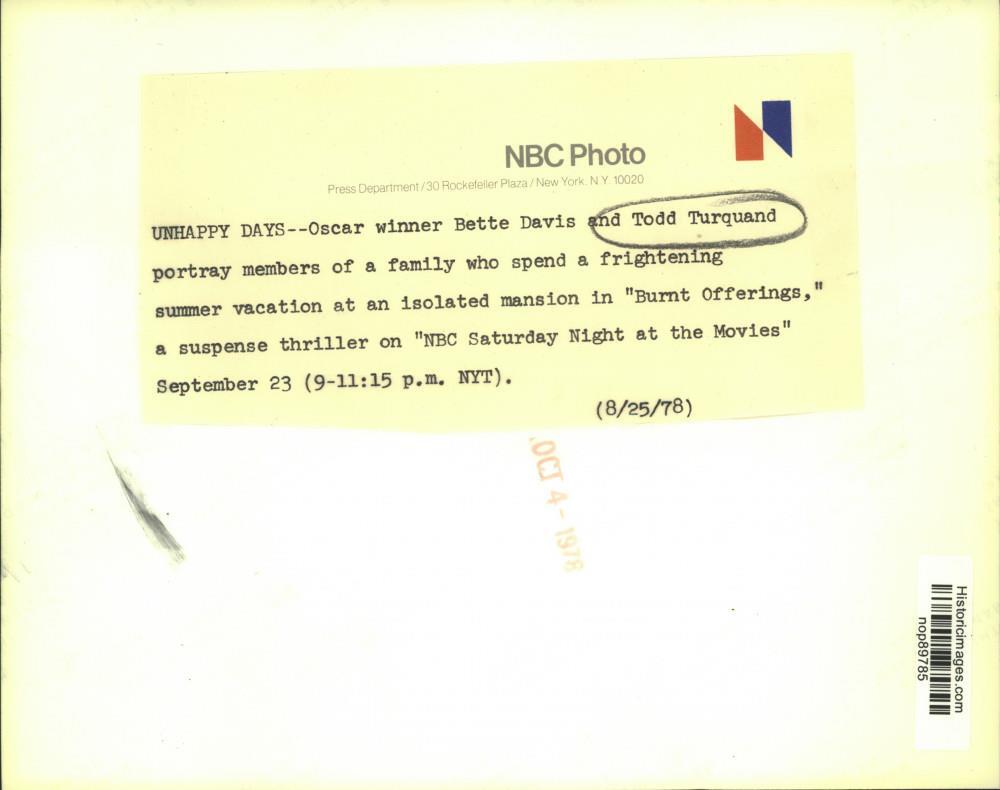 NBC Photo
Press Department / 30 Rockefeller Plaza / New York. N.Y. 10020
UNHAPPY DAYS--Oscar winner Bette Davis and Todd Turquand
portray members of a family who spend a frightening
summer vacation at an isolated mansion in "Burnt Offerings,"
a suspense thriller on "NBC Saturday Night at the Movies"
September 23 (9-11:15 p.m. NYT).
(8/25/78)
OCT 4 - 1978
Historicimages.com
nop89785